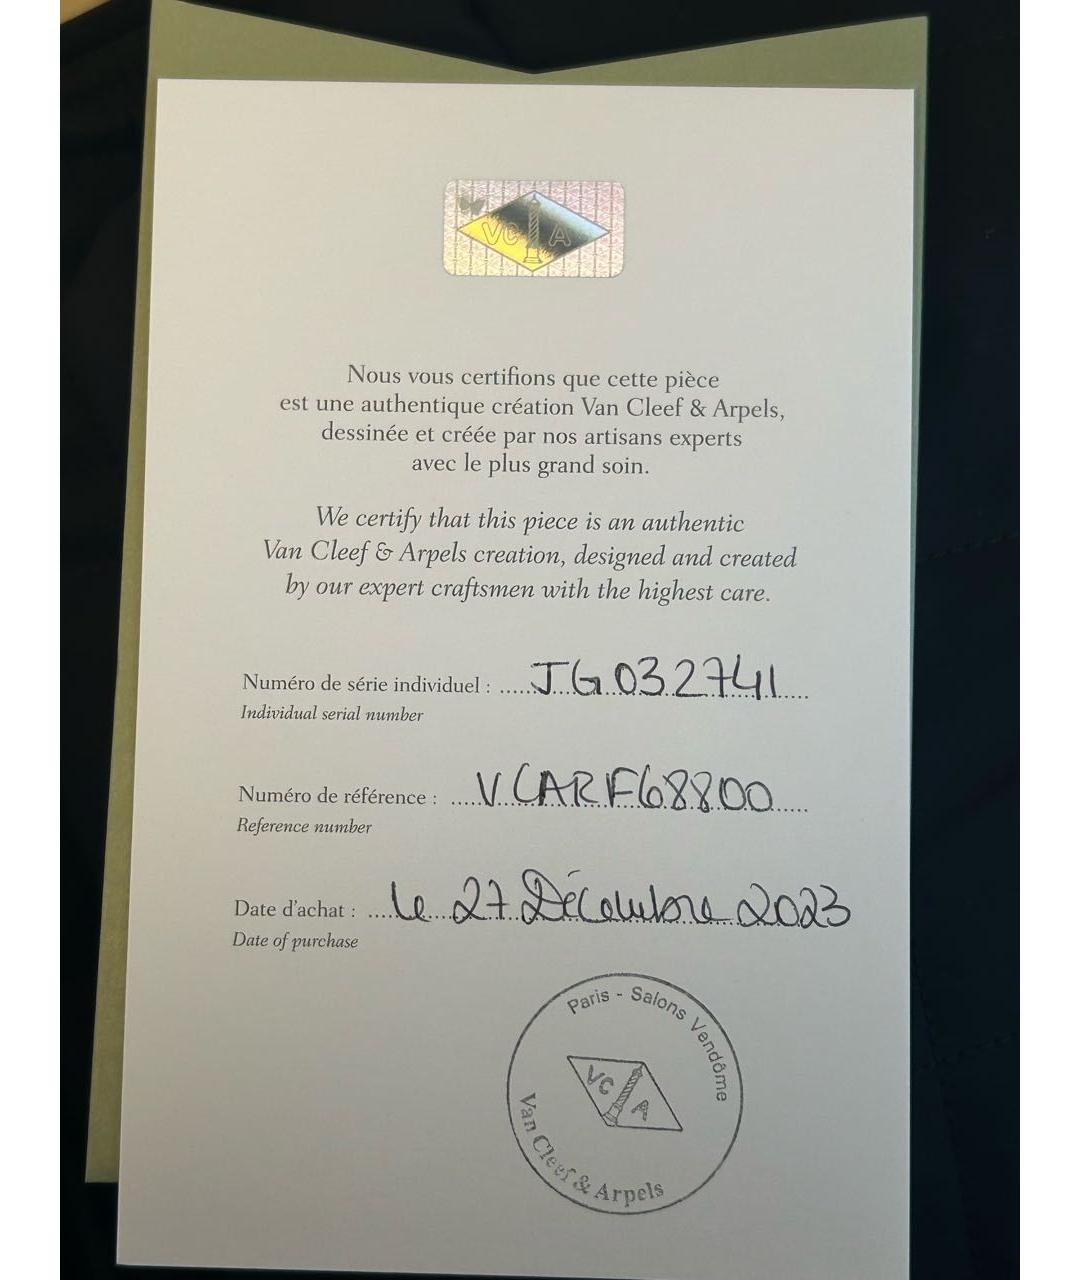 VC A
Nous vous certifions que cette pièce
est une authentique création Van Cleef & Arpels,
dessinée et créée par nos artisans experts
avec le plus grand soin.
We certify that this piece is an authentic
Van Cleef & Arpels creation, designed and created
by our expert craftsmen with the highest care.
Numéro de série individuel : JG032741
Individual serial number
Numéro de référence : VCARF68800
Reference number
Date d'achat : le 27 Décembre 2023
Date of purchase
Paris - Salons Vendôme
VC A
Van Cleef & Arpels